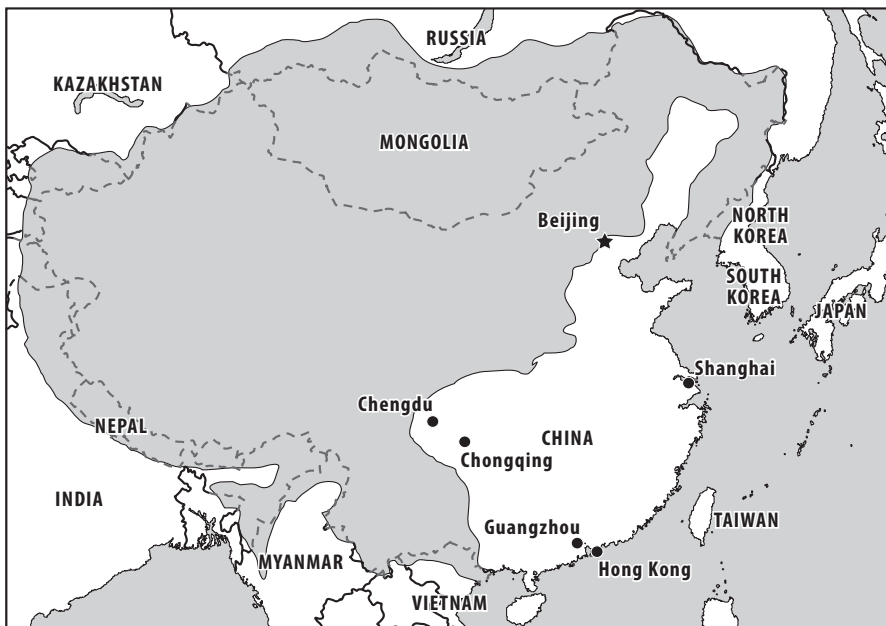 RUSSIA
KAZAKHSTAN
MONGOLIA
Beijing
NORTH
KOREA
SOUTH
KOREA
JAPAN
Shanghai
Chengdu
NEPAL
CHINA
Chongqing
INDIA
Guangzhou
TAIWAN
MYANMAR
Hong Kong
VIETNAM